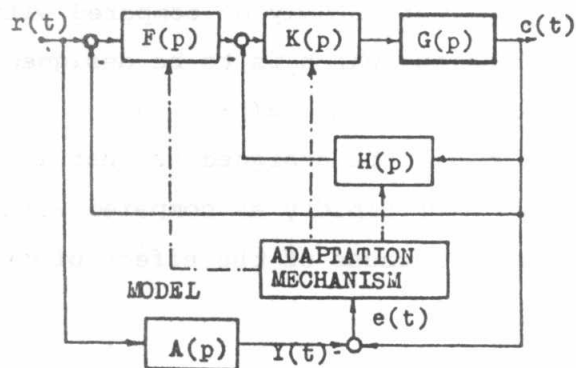 r(t) F(p) K(p) G(p) c(t)
H(p)
ADAPTATION
MECHANISM
MODEL
e(t)
A(p) Y(t)